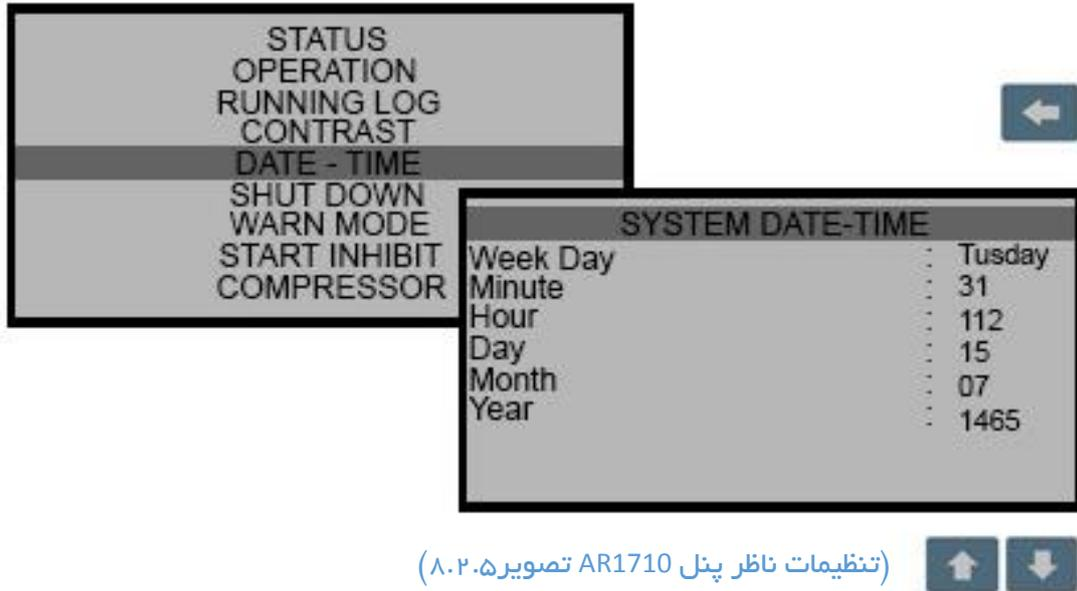 STATUS
OPERATION
RUNNING LOG
CONTRAST
DATE - TIME
SHUT DOWN
WARN MODE
START INHIBIT
COMPRESSOR
SYSTEM DATE-TIME
Week Day : Tusday
Minute : 31
Hour : 112
Day : 15
Month : 07
Year : 1465
(تنظیمات ناظر پنل AR1710 تصویر۸.۲.۵)